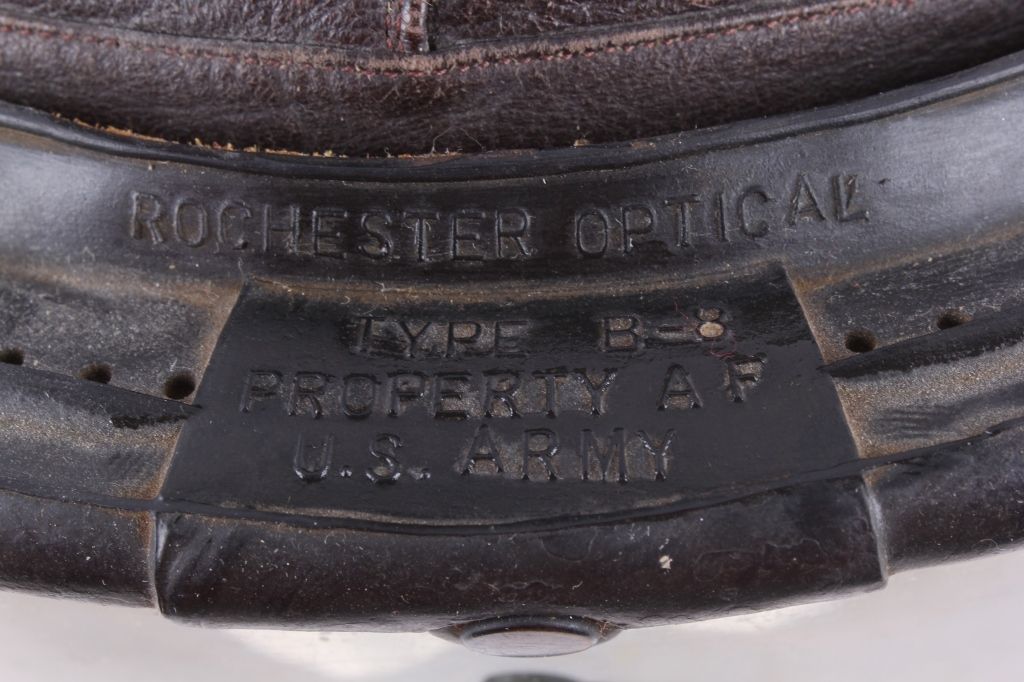 ROCHESTER OPTICAL
TYPE B-8
PROPERTY A F
U.S. ARMY